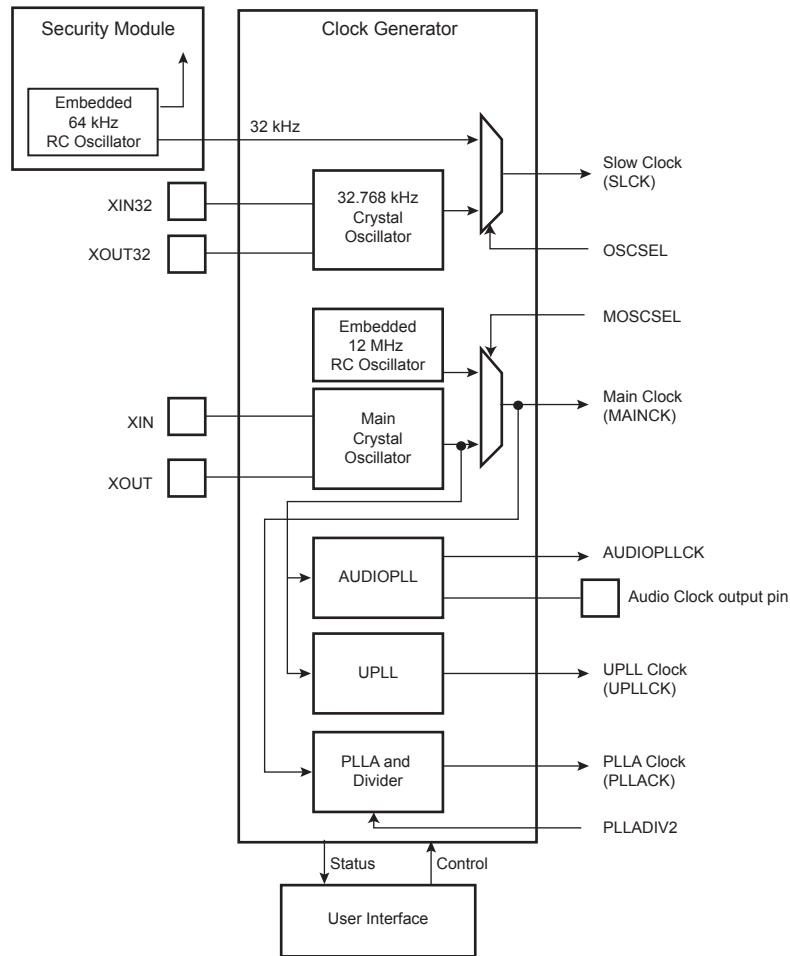 Security Module
Clock Generator
Embedded
64 kHz
RC Oscillator
32 kHz
Slow Clock
(SLCK)
XIN32
32.768 kHz
Crystal
Oscillator
XOUT32
OSCSEL
MOSCSEL
Embedded
12 MHz
RC Oscillator
Main Clock
(MAINCK)
XIN
Main
Crystal
Oscillator
XOUT
AUDIOPLLCK
AUDIOPLL
Audio Clock output pin
UPLL
UPLL Clock
(UPLLCK)
PLLA and
Divider
PLLA Clock
(PLLACK)
PLLADIV2
Status
Control
User Interface